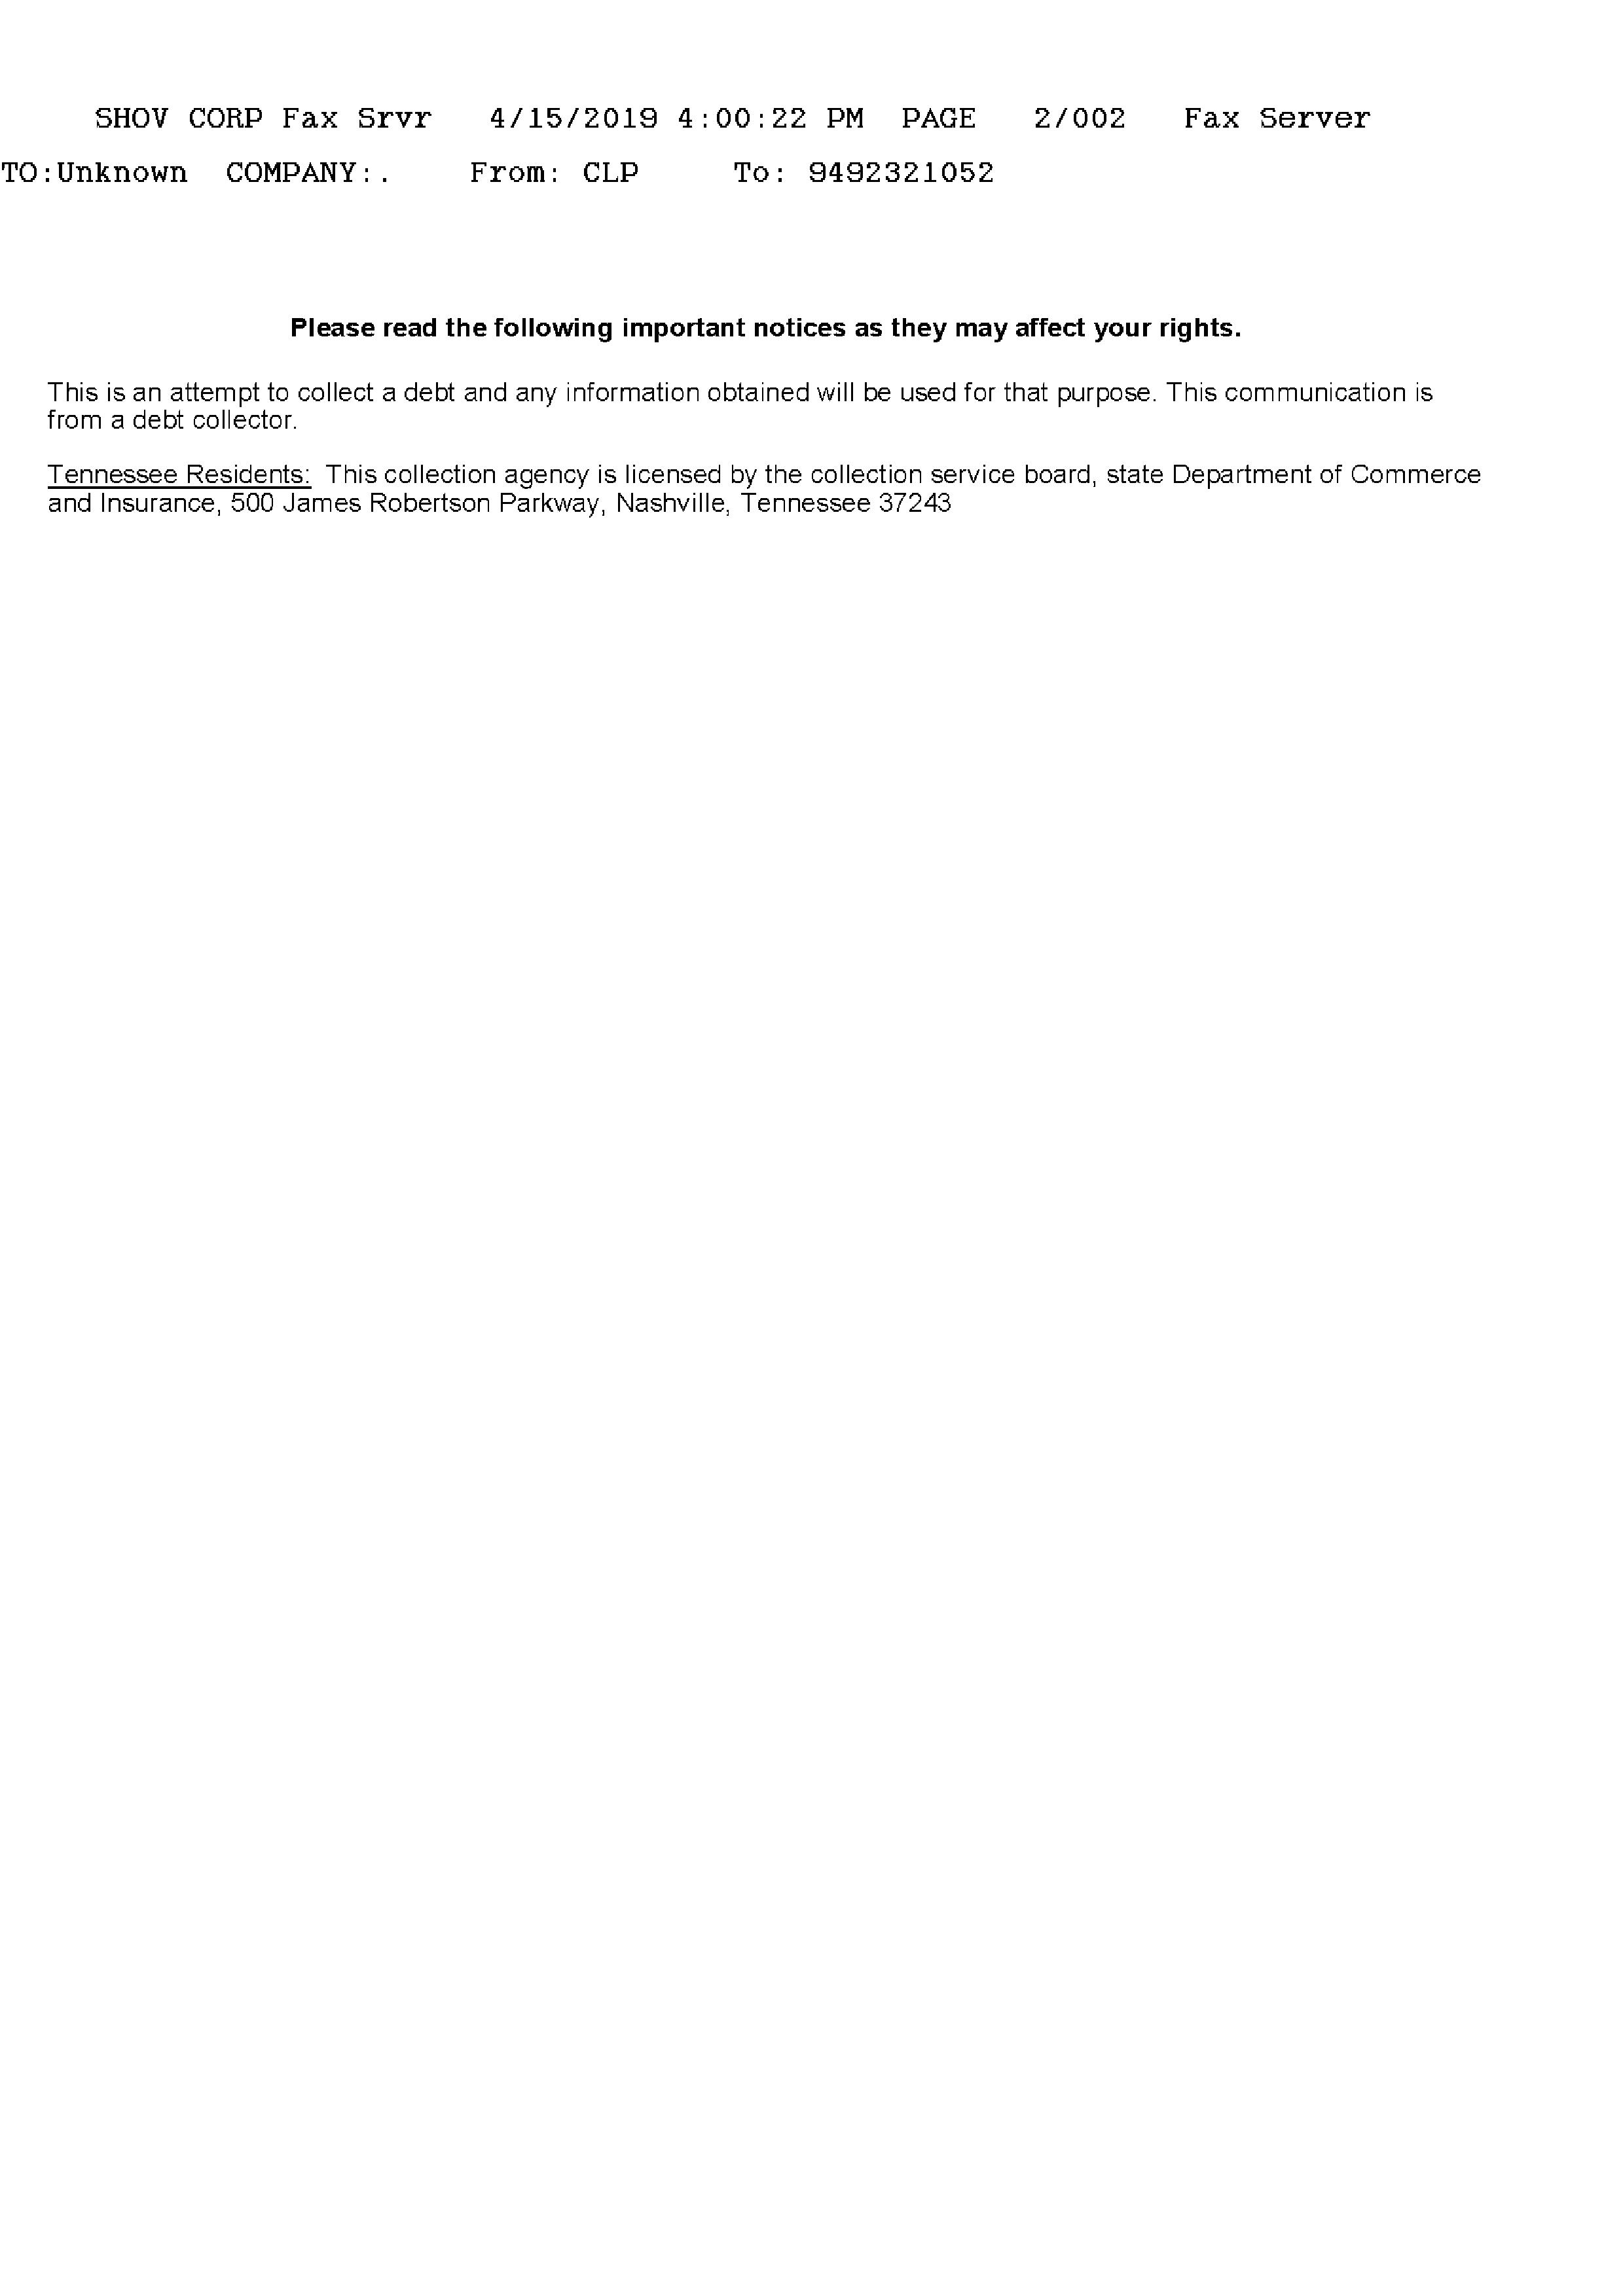 SHOV CORP Fax Srvr 4/15/2019 4:00:22 PM PAGE 2/002 Fax Server
TO:Unknown COMPANY:. From: CLP To: 9492321052
Please read the following important notices as they may affect your rights.
This is an attempt to collect a debt and any information obtained will be used for that purpose. This communication is
from a debt collector.
Tennessee Residents: This collection agency is licensed by the collection service board, state Department of Commerce
and Insurance, 500 James Robertson Parkway, Nashville, Tennessee 37243